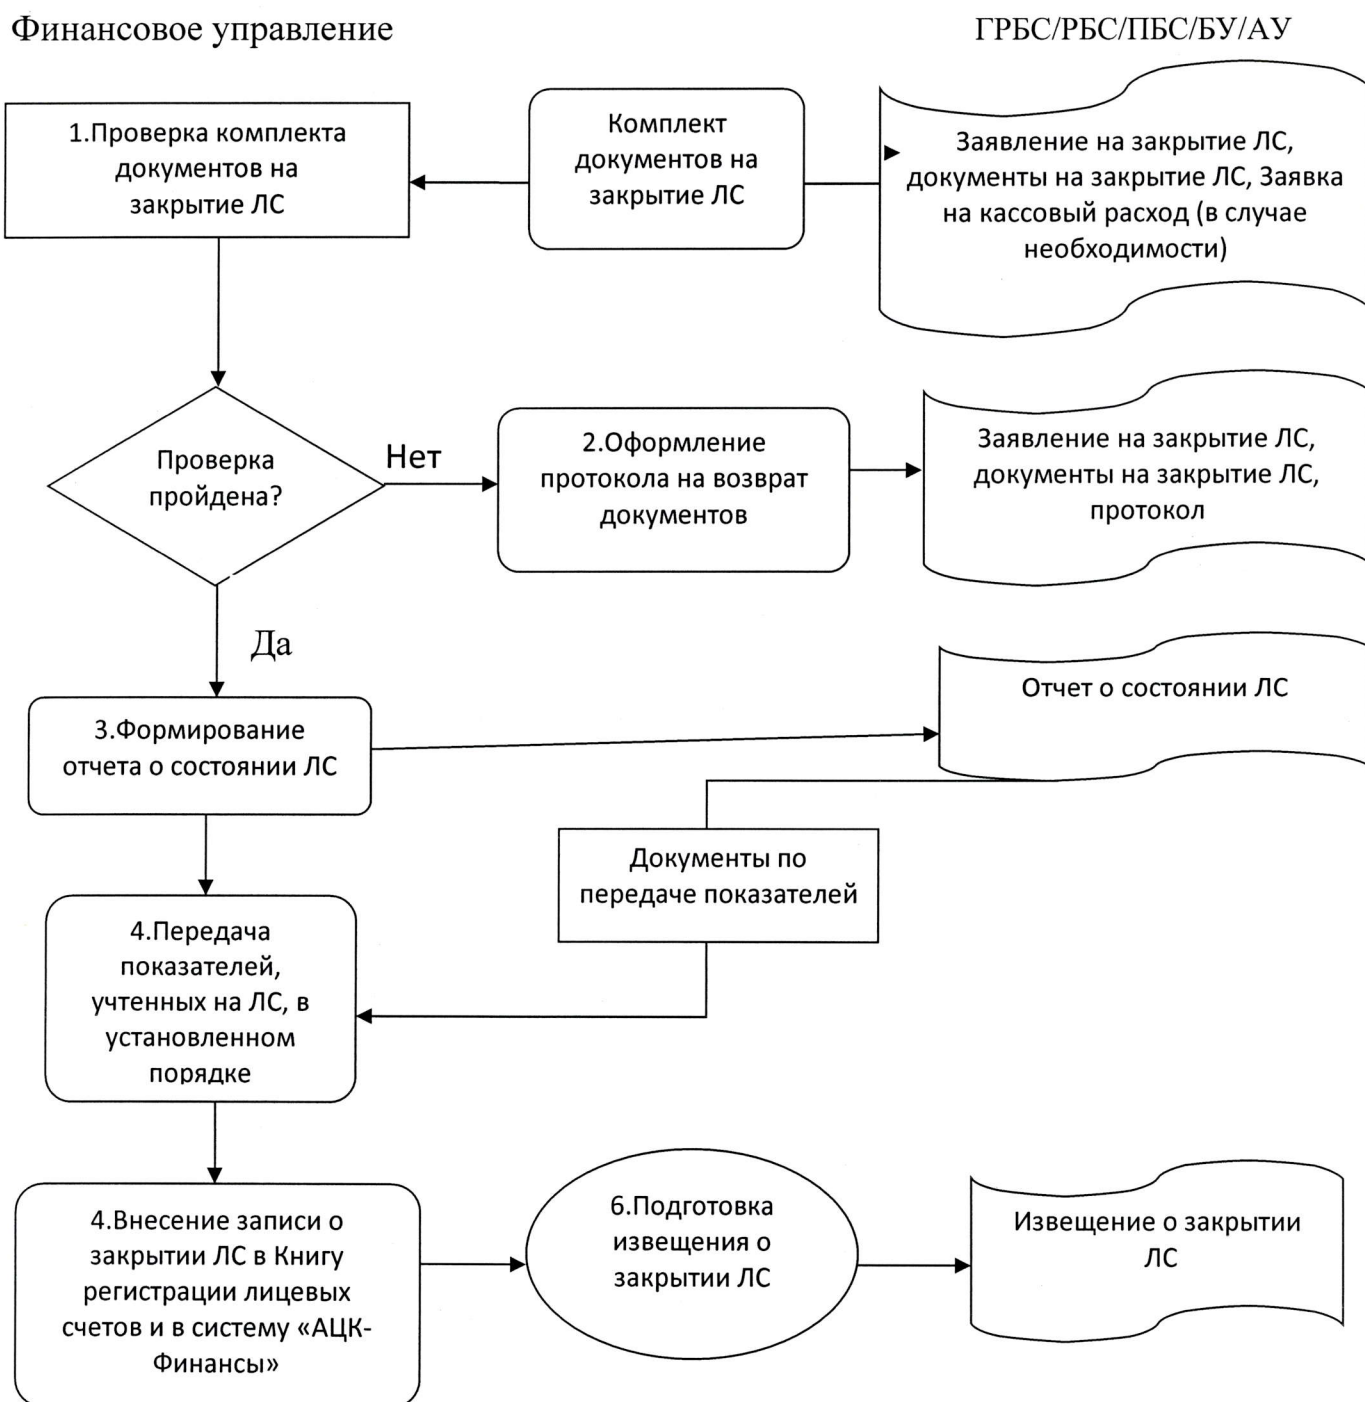 Финансовое управление
ГРБС/РБС/ПБС/БУ/АУ
1.Проверка комплекта
документов на
закрытие ЛС
Комплект
документов на
закрытие ЛС
Заявление на закрытие ЛС,
документы на закрытие ЛС, Заявка
на кассовый расход (в случае
необходимости)
Проверка
пройдена?
Нет
2.Оформление
протокола на возврат
документов
Заявление на закрытие ЛС,
документы на закрытие ЛС,
протокол
Да
3.Формирование
отчета о состоянии ЛС
Отчет о состоянии ЛС
Документы по
передаче показателей
4.Передача
показателей,
учтенных на ЛС, в
установленном
порядке
4.Внесение записи о
закрытии ЛС в Книгу
регистрации лицевых
счетов и в систему «АЦК-
Финансы»
6.Подготовка
извещения о
закрытии ЛС
Извещение о закрытии
ЛС